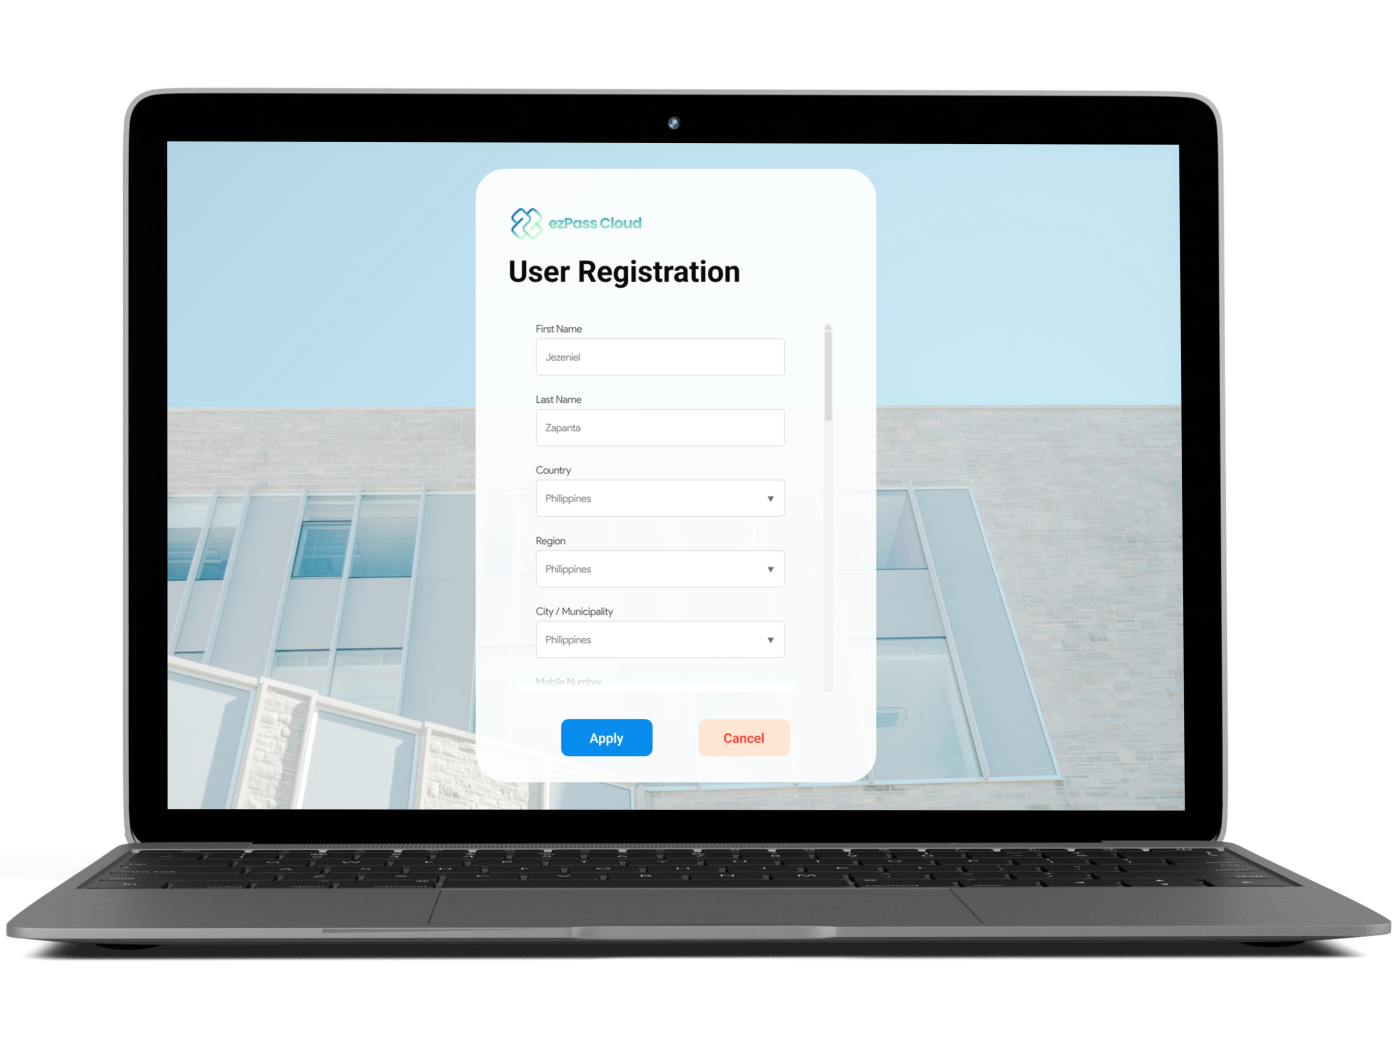 ezPass Cloud
User Registration
First Name
Jezeniel
Last Name
Zapanta
Country
Philippines
Region
Philippines
City / Municipality
Philippines
Mobile Number
Apply
Cancel